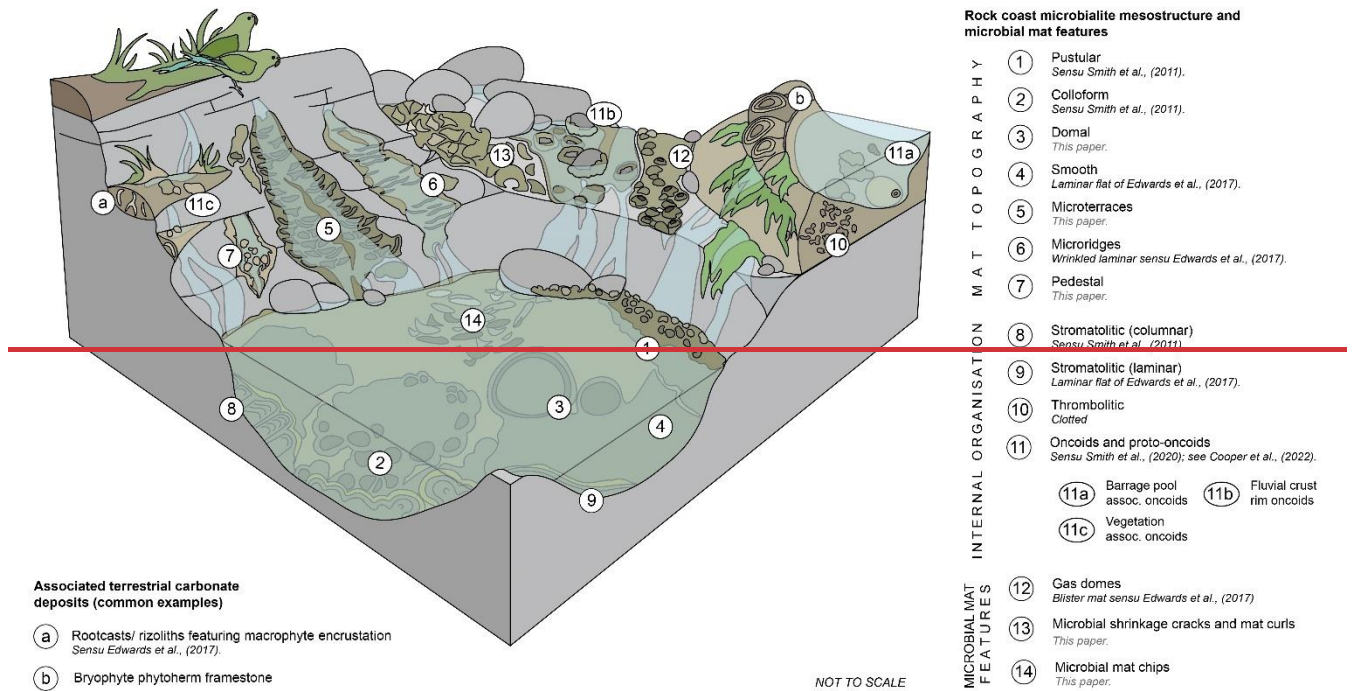 Rock coast microbialite mesostructure and
microbial mat features
MAT TOPOGRAPHY
1 Pustular
Sensu Smith et al., (2011).
2 Colloform
Sensu Smith et al., (2011).
3 Domal
This paper.
4 Smooth
Laminar flat of Edwards et al., (2017).
5 Microterraces
This paper.
6 Microridges
Wrinkled laminar sensu Edwards et al., (2017).
7 Pedestal
This paper.
INTERNAL ORGANISATION
8 Stromatolitic (columnar)
Sensu Smith et al., (2011)
9 Stromatolitic (laminar)
Laminar flat of Edwards et al., (2017).
10 Thrombolitic
Clotted
11 Oncoids and proto-oncoids
Sensu Smith et al., (2020); see Cooper et al., (2022).
11a Barrage pool
assoc. oncoids
11b Fluvial crust
rim oncoids
11c Vegetation
assoc. oncoids
MICROBIAL MAT
FEATURES
12 Gas domes
Blister mat sensu Edwards et al., (2017)
13 Microbial shrinkage cracks and mat curls
This paper.
14 Microbial mat chips
This paper.
b
11b
11a
13
12
6
a
11c
5
7
10
14
1
8
3
4
2
9
Associated terrestrial carbonate
deposits (common examples)
a Rootcasts/ rizoliths featuring macrophyte encrustation
Sensu Edwards et al., (2017).
b Bryophyte phytoherm framestone
NOT TO SCALE